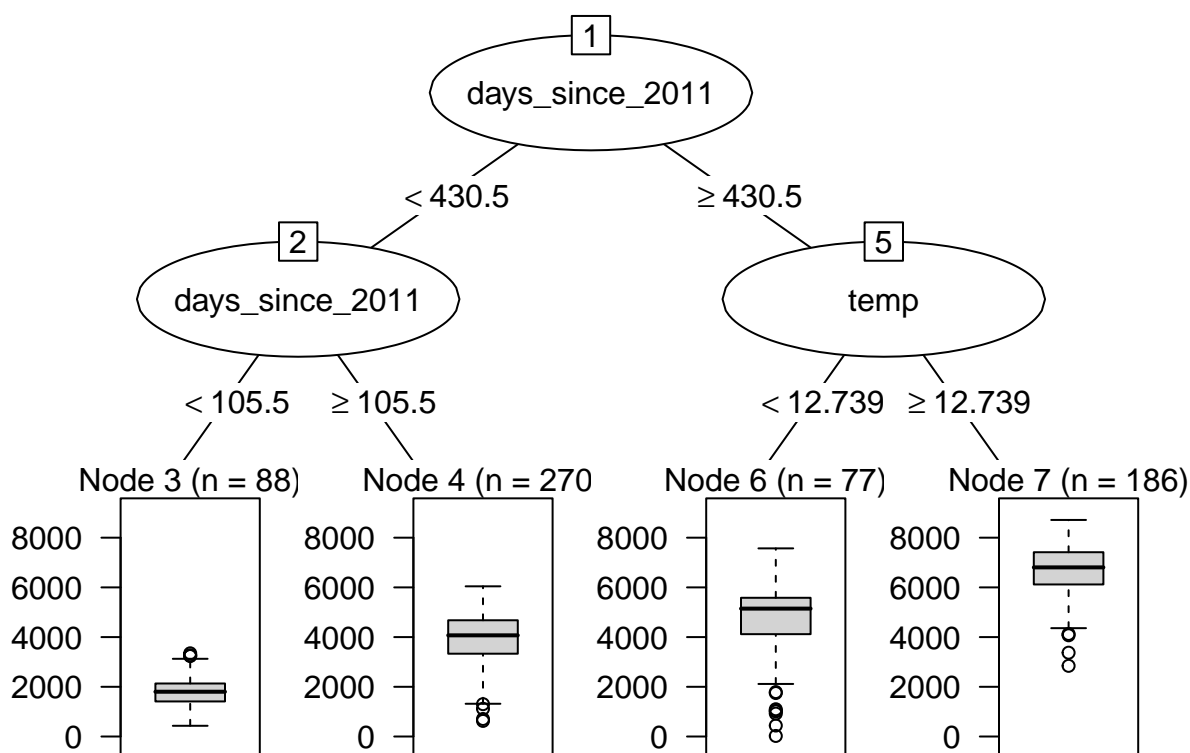 1
days_since_2011
< 430.5 ≥ 430.5
2 5
days_since_2011 temp
< 105.5 ≥ 105.5 < 12.739 ≥ 12.739
Node 3 (n = 88) Node 4 (n = 270 Node 6 (n = 77) Node 7 (n = 186)
8000 8000 8000 8000
6000 6000 6000 6000
4000 4000 4000 4000
2000 2000 2000 2000
0 0 0 0